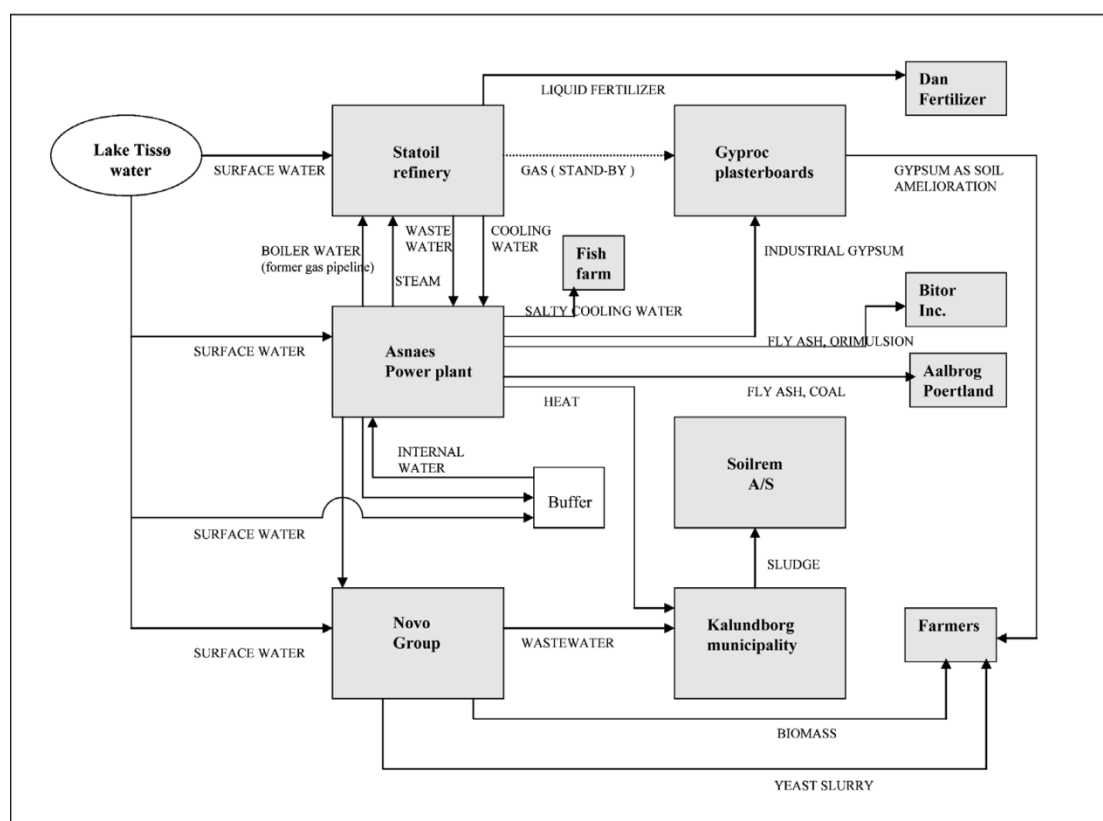 Dan
Fertilizer
LIQUID FERTILIZER
Lake Tissø
water
SURFACE WATER
Statoil
refinery
GAS ( STAND-BY )
Gyproc
plasterboards
GYPSUM AS SOIL
AMELIORATION
BOILER WATER
(former gas pipeline)
STEAM
WASTE
WATER
COOLING
WATER
Fish
farm
INDUSTRIAL GYPSUM
SALTY COOLING WATER
Bitor
Inc.
FLY ASH, ORIMULSION
SURFACE WATER
Asnaes
Power plant
HEAT
FLY ASH, COAL
Aalbrog
Poertland
INTERNAL
WATER
Buffer
Soilrem
A/S
SURFACE WATER
SLUDGE
SURFACE WATER
Novo
Group
WASTEWATER
Kalundborg
municipality
Farmers
BIOMASS
YEAST SLURRY